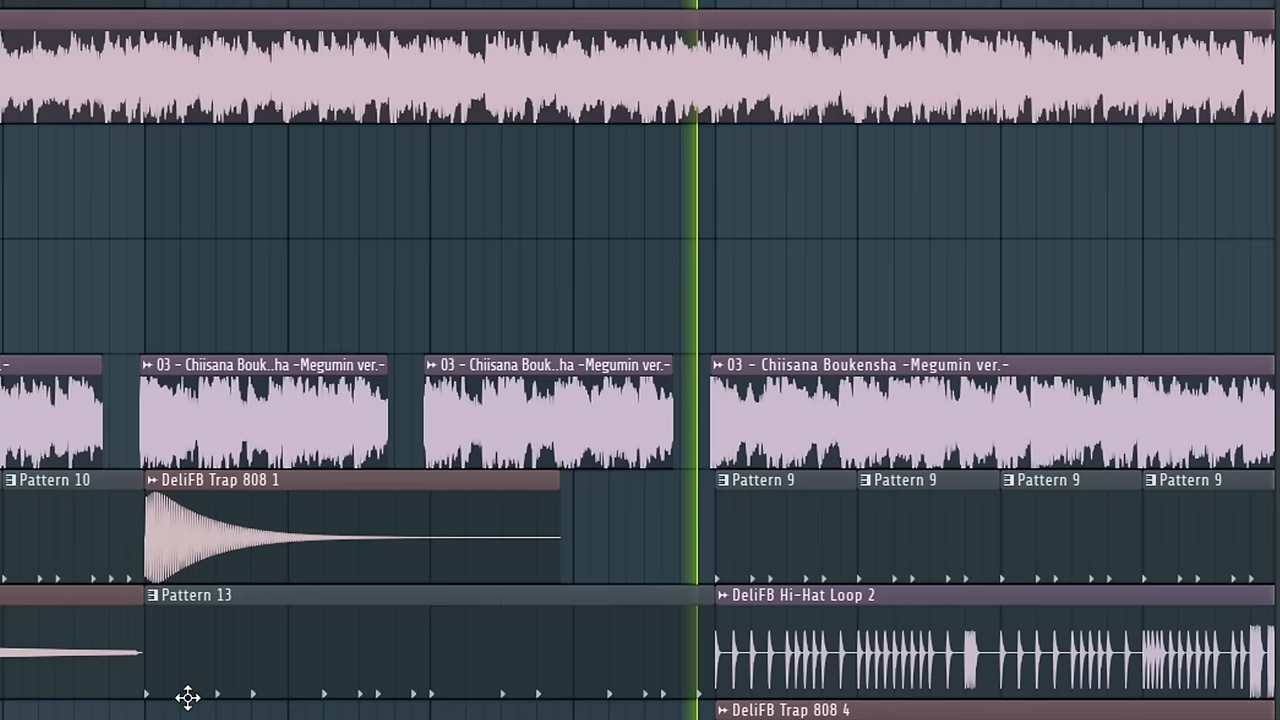 .-
03 - Chiisana Bouk..ha -Megumin ver.-
03 - Chiisana Bouk..ha -Megumin ver.-
03 - Chiisana Boukensha -Megumin ver.-
Pattern 10
DeliFB Trap 808 1
Pattern 9
Pattern 9
Pattern 9
Pattern 9
Pattern 13
DeliFB Hi-Hat Loop 2
DeliFB Trap 808 4